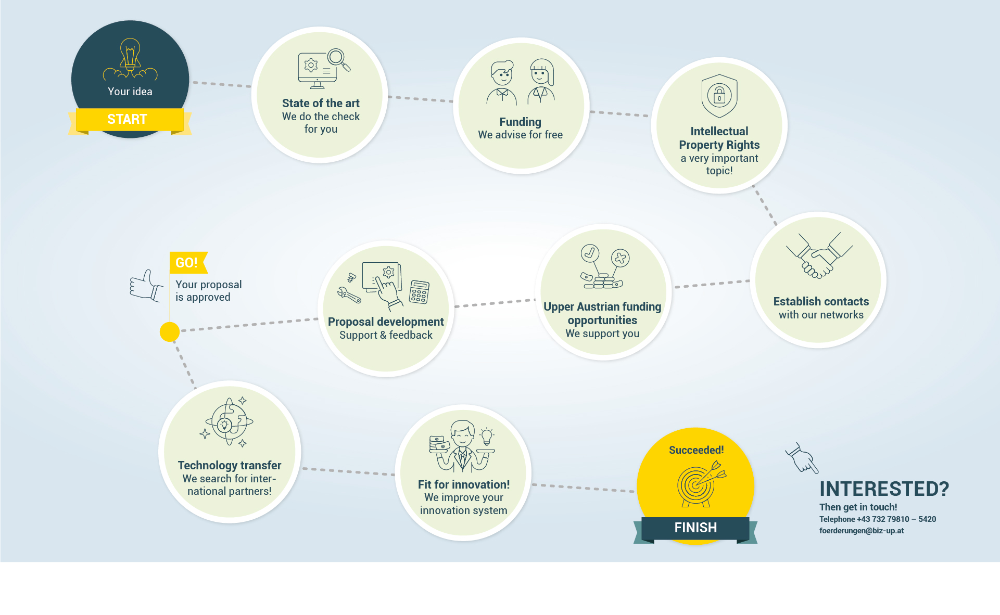 Your idea
START
State of the art
We do the check
for you
Funding
We advise for free
Intellectual
Property Rights
a very important
topic!
Establish contacts
with our networks
Upper Austrian funding
opportunities
We support you
Proposal development
Support & feedback
GO!
Your proposal
is approved
Technology transfer
We search for inter-
national partners!
Fit for innovation!
We improve your
innovation system
Succeeded!
FINISH
INTERESTED?
Then get in touch!
Telephone +43 732 79810 – 5420
foerderungen@biz-up.at